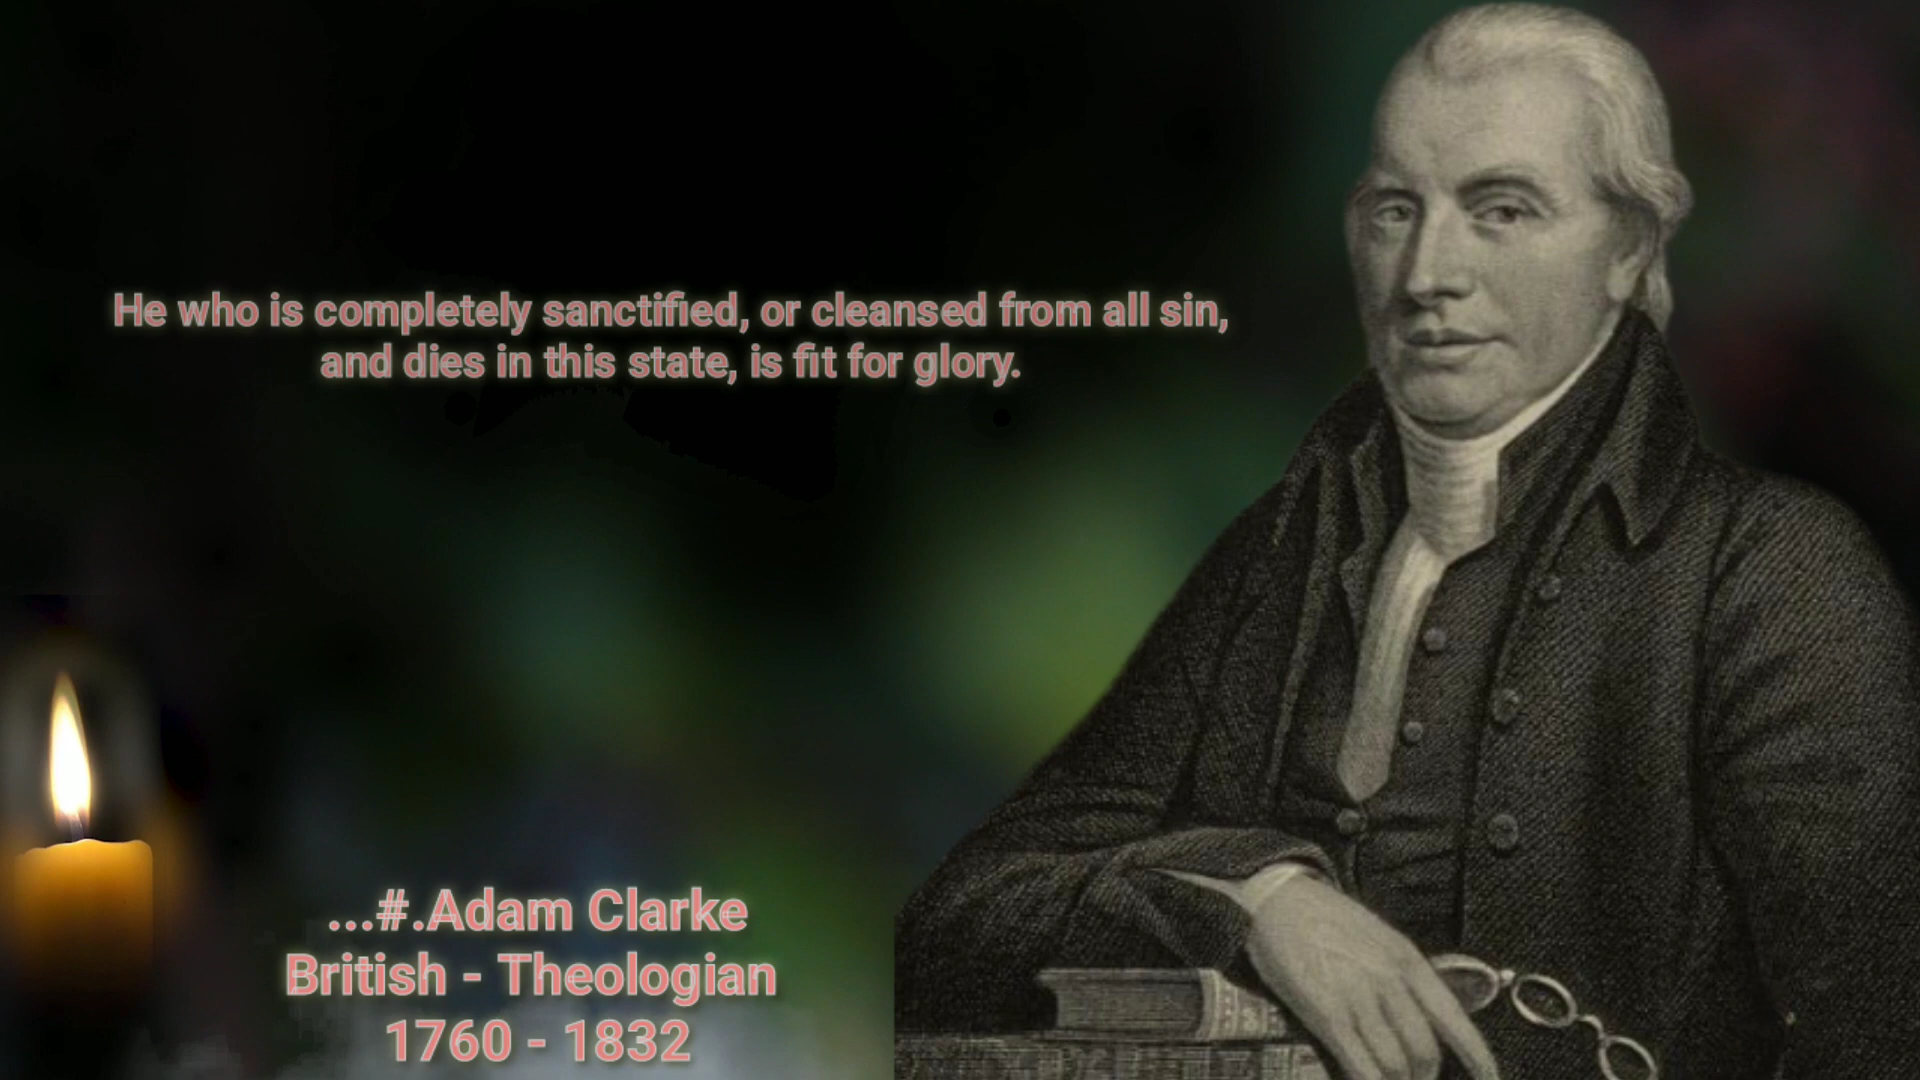 He who is completely sanctified, or cleansed from all sin,
and dies in this state, is fit for glory.
...#.Adam Clarke
British - Theologian
1760 - 1832